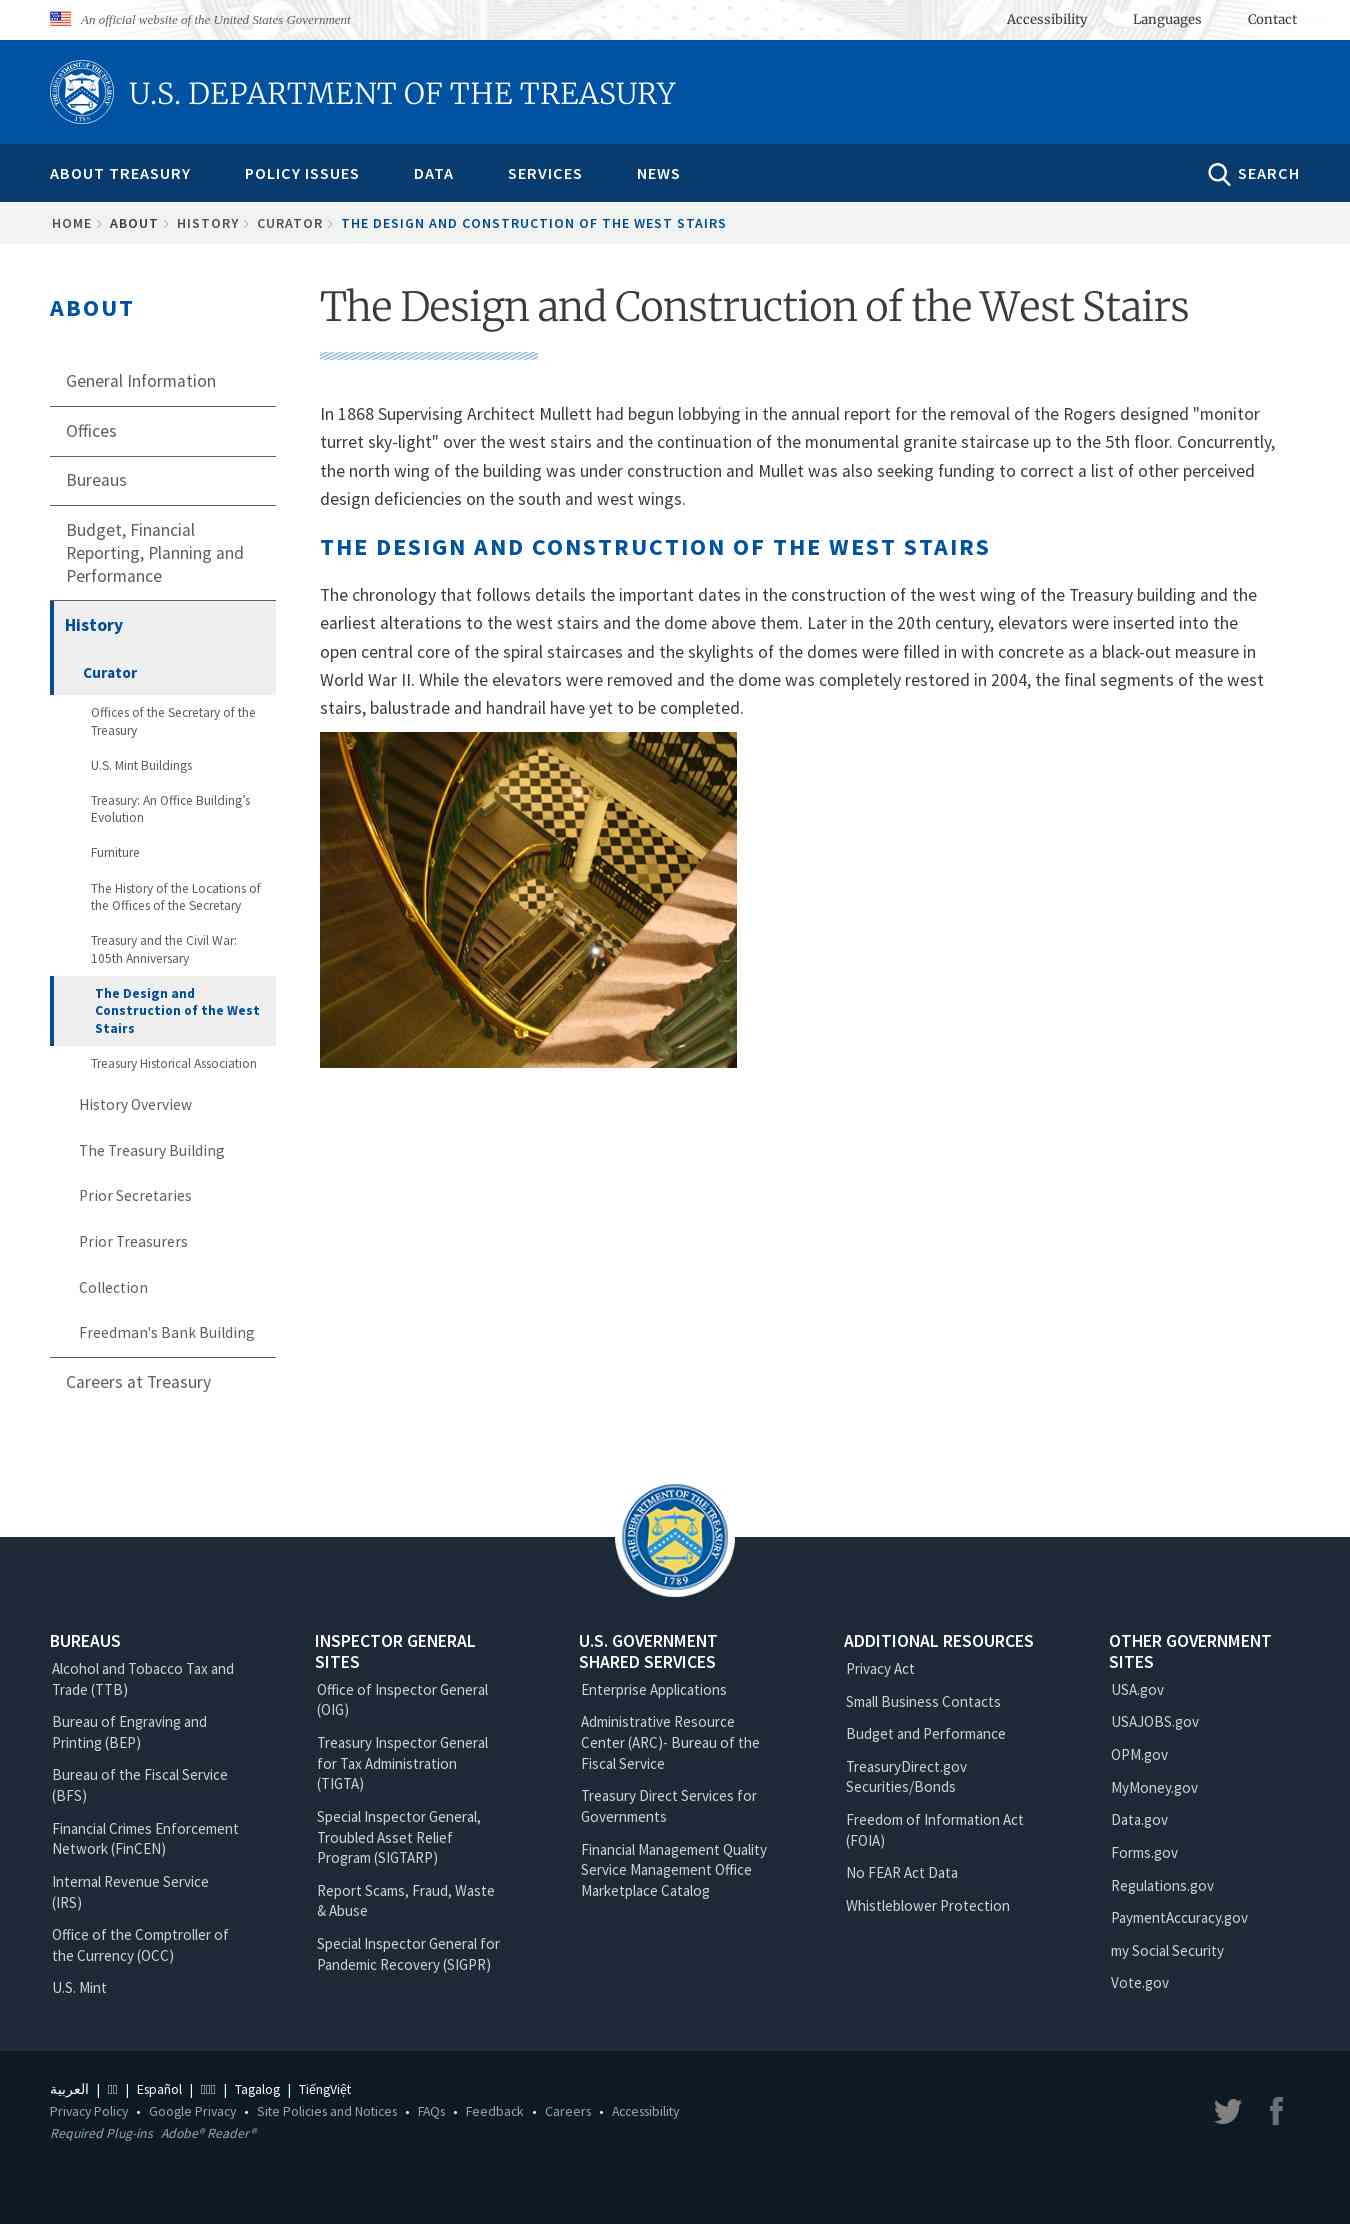 An official website of the United States Government
Accessibility Languages Contact
U.S. DEPARTMENT OF THE TREASURY
ABOUT TREASURY POLICY ISSUES DATA SERVICES NEWS SEARCH
HOME ABOUT HISTORY CURATOR THE DESIGN AND CONSTRUCTION OF THE WEST STAIRS
ABOUT
General Information
Offices
Bureaus
Budget, Financial
Reporting, Planning and
Performance
History
Curator
Offices of the Secretary of the
Treasury
U.S. Mint Buildings
Treasury: An Office Building’s
Evolution
Furniture
The History of the Locations of
the Offices of the Secretary
Treasury and the Civil War:
105th Anniversary
The Design and
Construction of the West
Stairs
Treasury Historical Association
History Overview
The Treasury Building
Prior Secretaries
Prior Treasurers
Collection
Freedman's Bank Building
Careers at Treasury
The Design and Construction of the West Stairs
In 1868 Supervising Architect Mullett had begun lobbying in the annual report for the removal of the Rogers designed "monitor
turret sky-light" over the west stairs and the continuation of the monumental granite staircase up to the 5th floor. Concurrently,
the north wing of the building was under construction and Mullet was also seeking funding to correct a list of other perceived
design deficiencies on the south and west wings.
THE DESIGN AND CONSTRUCTION OF THE WEST STAIRS
The chronology that follows details the important dates in the construction of the west wing of the Treasury building and the
earliest alterations to the west stairs and the dome above them. Later in the 20th century, elevators were inserted into the
open central core of the spiral staircases and the skylights of the domes were filled in with concrete as a black-out measure in
World War II. While the elevators were removed and the dome was completely restored in 2004, the final segments of the west
stairs, balustrade and handrail have yet to be completed.
THE DEPARTMENT OF THE TREASURY
1789
BUREAUS
Alcohol and Tobacco Tax and
Trade (TTB)
Bureau of Engraving and
Printing (BEP)
Bureau of the Fiscal Service
(BFS)
Financial Crimes Enforcement
Network (FinCEN)
Internal Revenue Service
(IRS)
Office of the Comptroller of
the Currency (OCC)
U.S. Mint
INSPECTOR GENERAL
SITES
Office of Inspector General
(OIG)
Treasury Inspector General
for Tax Administration
(TIGTA)
Special Inspector General,
Troubled Asset Relief
Program (SIGTARP)
Report Scams, Fraud, Waste
& Abuse
Special Inspector General for
Pandemic Recovery (SIGPR)
U.S. GOVERNMENT
SHARED SERVICES
Enterprise Applications
Administrative Resource
Center (ARC)- Bureau of the
Fiscal Service
Treasury Direct Services for
Governments
Financial Management Quality
Service Management Office
Marketplace Catalog
ADDITIONAL RESOURCES
Privacy Act
Small Business Contacts
Budget and Performance
TreasuryDirect.gov
Securities/Bonds
Freedom of Information Act
(FOIA)
No FEAR Act Data
Whistleblower Protection
OTHER GOVERNMENT
SITES
USA.gov
USAJOBS.gov
OPM.gov
MyMoney.gov
Data.gov
Forms.gov
Regulations.gov
PaymentAccuracy.gov
my Social Security
Vote.gov
العربية | | Español | | Tagalog | TiếngViệt
Privacy Policy • Google Privacy • Site Policies and Notices • FAQs • Feedback • Careers • Accessibility
Required Plug-ins Adobe® Reader®